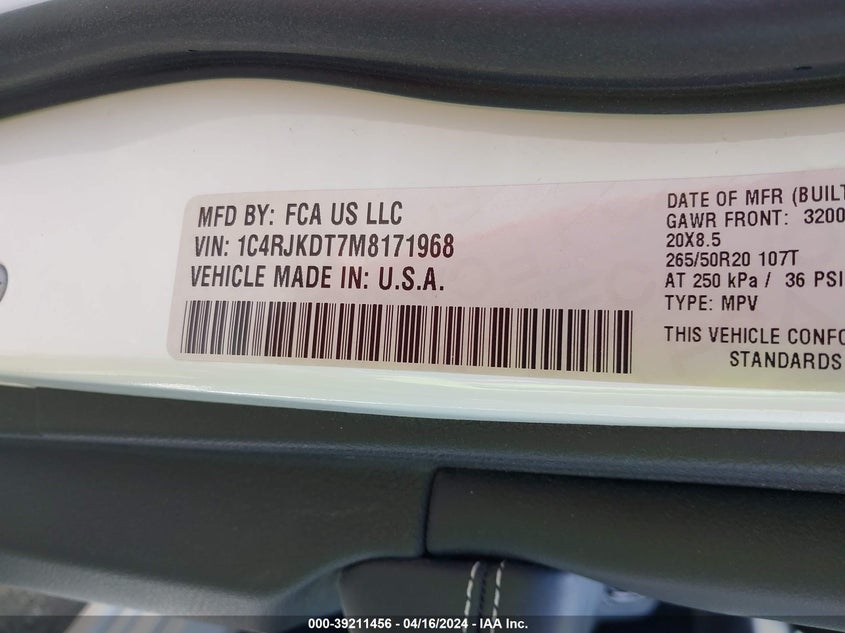 MFD BY: FCA US LLC
VIN: 1C4RJKDT7M8171968
VEHICLE MADE IN: U.S.A.
DATE OF MFR (BUILT
GAWR FRONT: 3200
20X8.5
265/50R20 107T
AT 250 kPa / 36 PSI
TYPE: MPV
THIS VEHICLE CONFO
STANDARDS
000-39211456 - 04/16/2024 - IAA Inc.